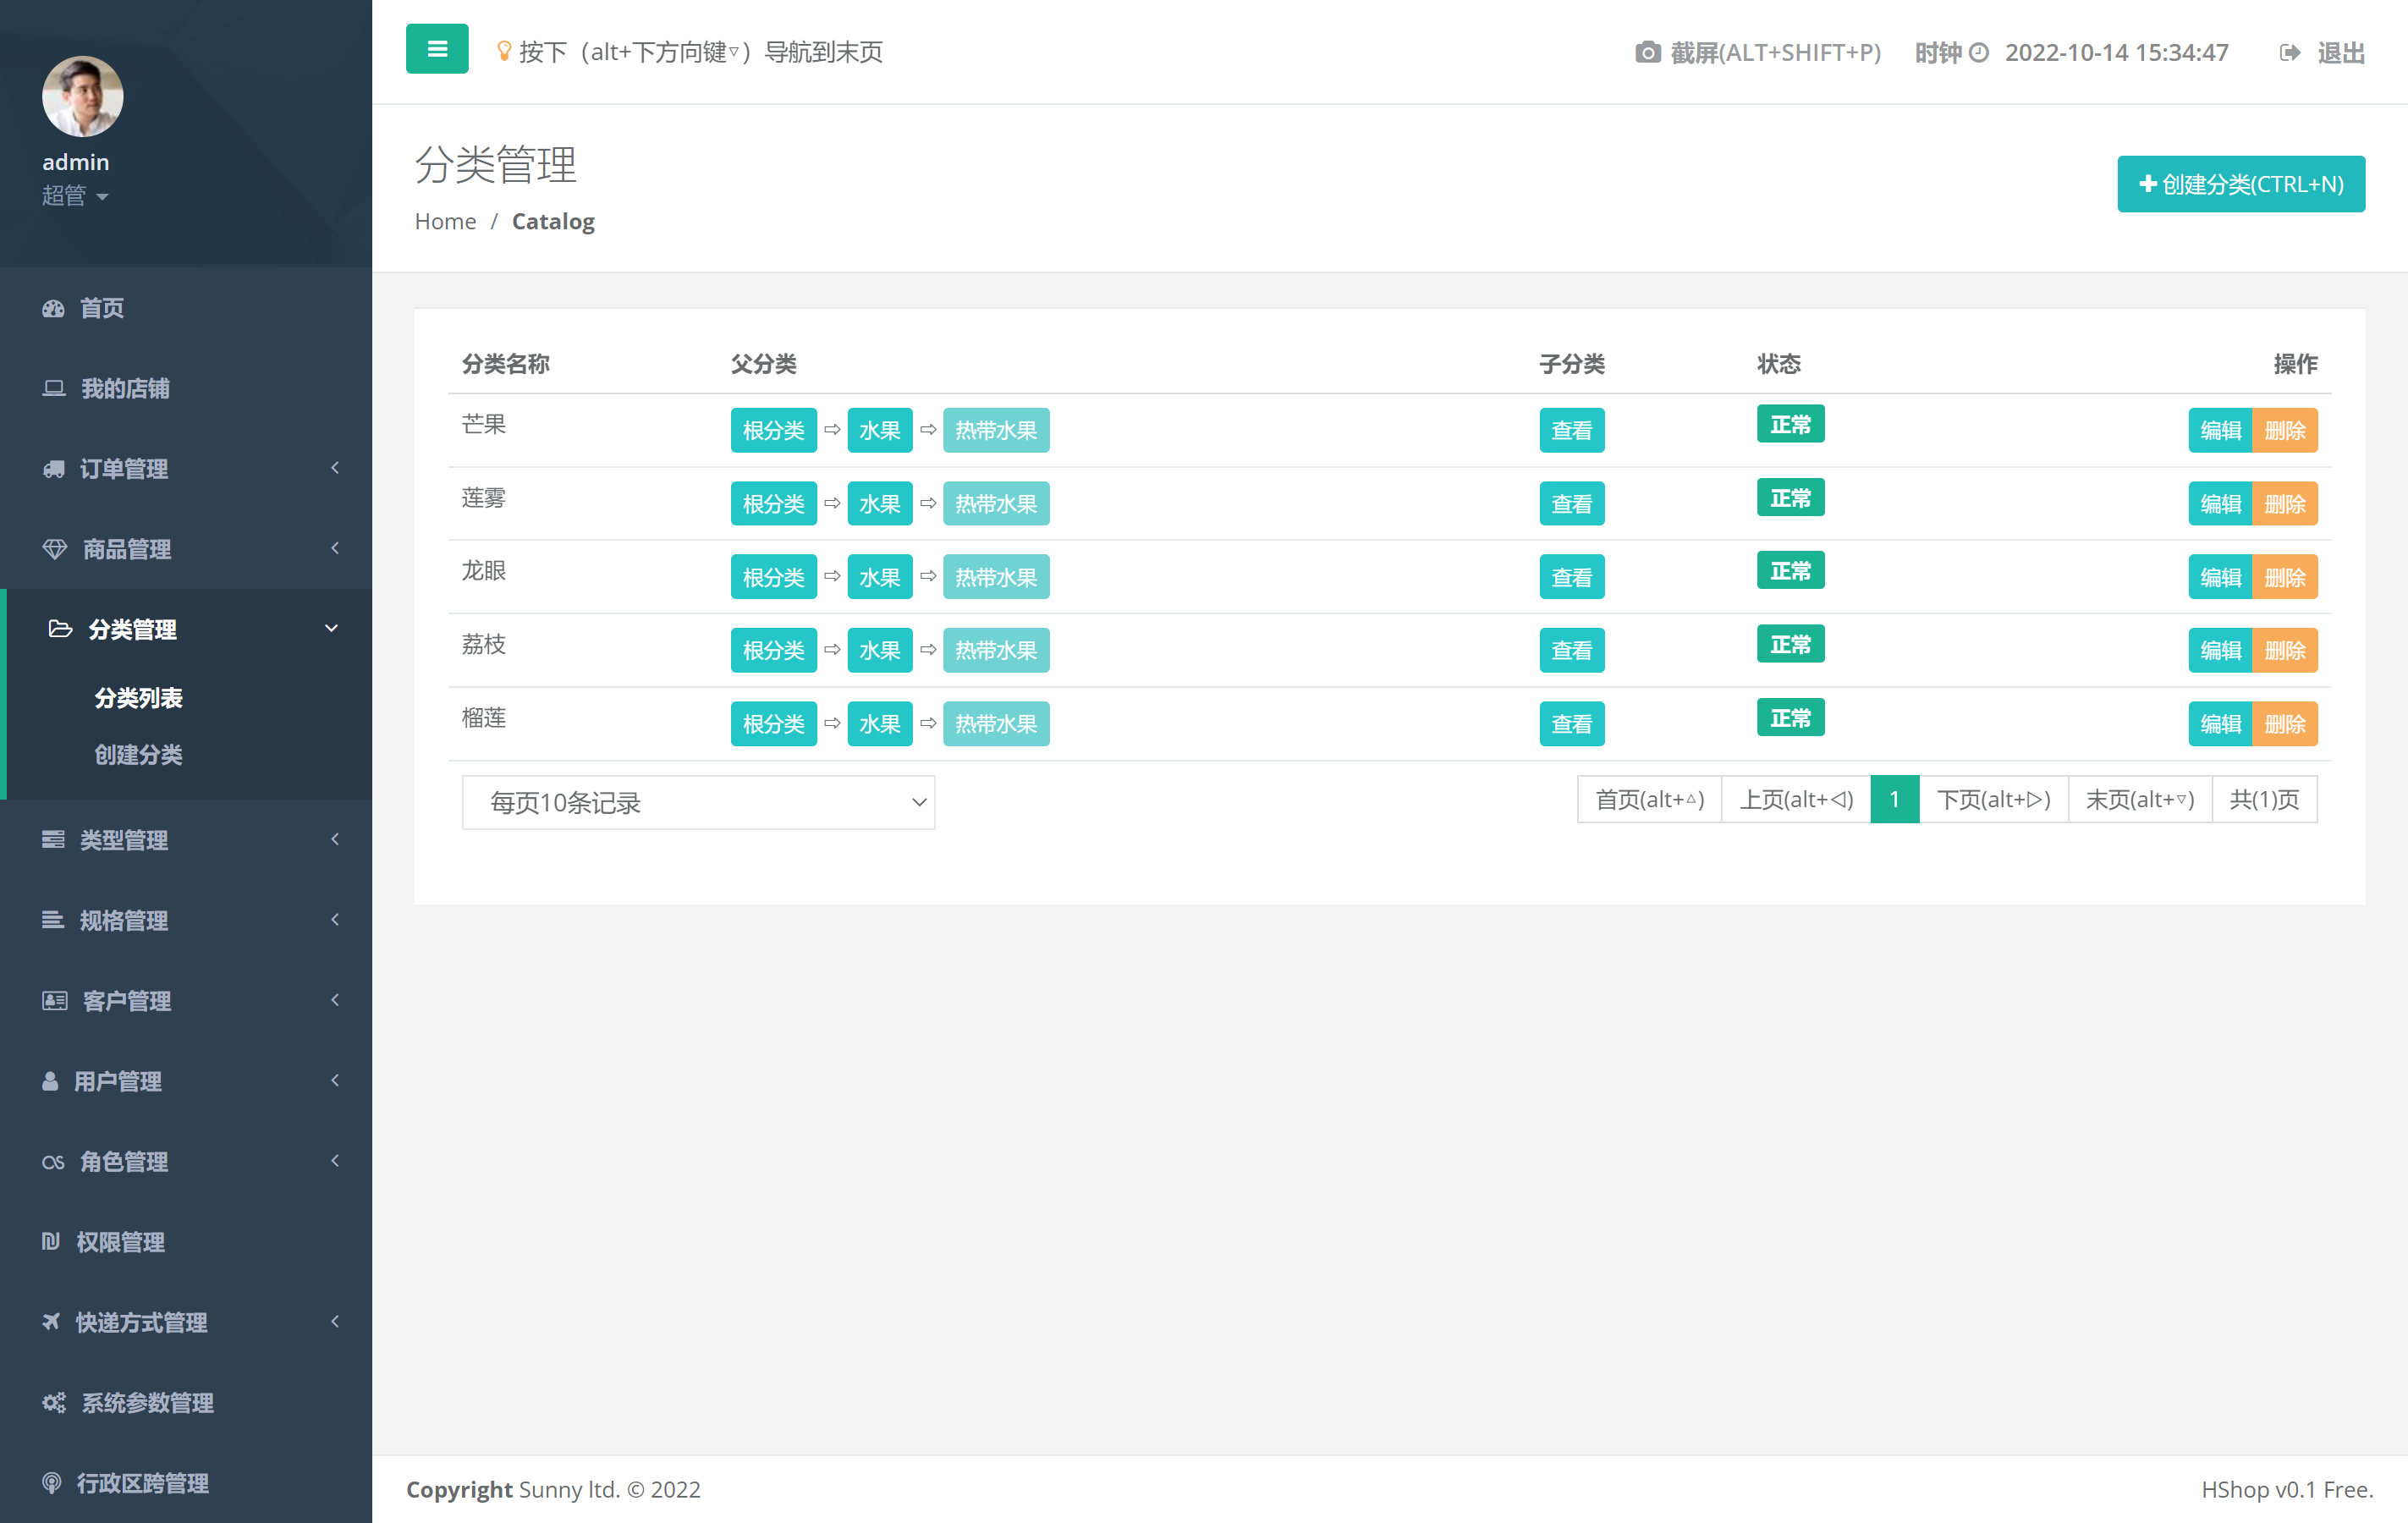 admin
超管
首页
我的店铺
订单管理
商品管理
分类管理
分类列表
创建分类
类型管理
规格管理
客户管理
用户管理
角色管理
权限管理
快递方式管理
系统参数管理
行政区跨管理
按下（alt+下方向键▿）导航到末页
截屏(ALT+SHIFT+P) 时钟 2022-10-14 15:34:47 退出
分类管理
Home / Catalog
创建分类(CTRL+N)
分类名称 父分类 子分类 状态 操作
芒果 根分类 ⇨ 水果 ⇨ 热带水果 查看 正常 编辑 删除
莲雾 根分类 ⇨ 水果 ⇨ 热带水果 查看 正常 编辑 删除
龙眼 根分类 ⇨ 水果 ⇨ 热带水果 查看 正常 编辑 删除
荔枝 根分类 ⇨ 水果 ⇨ 热带水果 查看 正常 编辑 删除
榴莲 根分类 ⇨ 水果 ⇨ 热带水果 查看 正常 编辑 删除
每页10条记录 首页(alt+▵) 上页(alt+◁) 1 下页(alt+▷) 末页(alt+▿) 共(1)页
Copyright Sunny ltd. © 2022 HShop v0.1 Free.